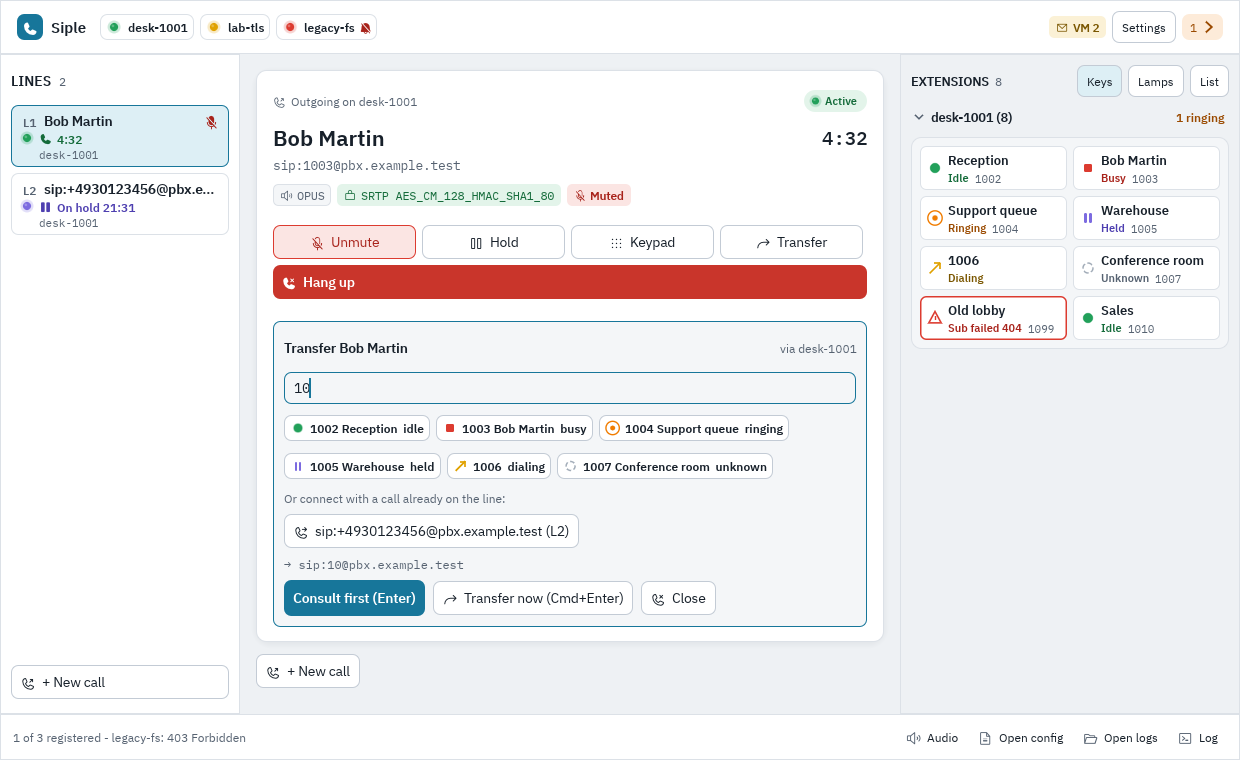 Siple
desk-1001
lab-tls
legacy-fs
VM 2
Settings
1
LINES 2
L1 Bob Martin
4:32
desk-1001
L2 sip:+4930123456@pbx.e...
On hold 21:31
desk-1001
+ New call
Outgoing on desk-1001
Active
Bob Martin
4:32
sip:1003@pbx.example.test
OPUS
SRTP AES_CM_128_HMAC_SHA1_80
Muted
Unmute
Hold
Keypad
Transfer
Hang up
Transfer Bob Martin
via desk-1001
10
1002 Reception idle
1003 Bob Martin busy
1004 Support queue ringing
1005 Warehouse held
1006 dialing
1007 Conference room unknown
Or connect with a call already on the line:
sip:+4930123456@pbx.example.test (L2)
→ sip:10@pbx.example.test
Consult first (Enter)
Transfer now (Cmd+Enter)
Close
+ New call
EXTENSIONS 8
Keys
Lamps
List
desk-1001 (8)
1 ringing
Reception
Idle 1002
Bob Martin
Busy 1003
Support queue
Ringing 1004
Warehouse
Held 1005
1006
Dialing
Conference room
Unknown 1007
Old lobby
Sub failed 404 1099
Sales
Idle 1010
1 of 3 registered - legacy-fs: 403 Forbidden
Audio
Open config
Open logs
Log